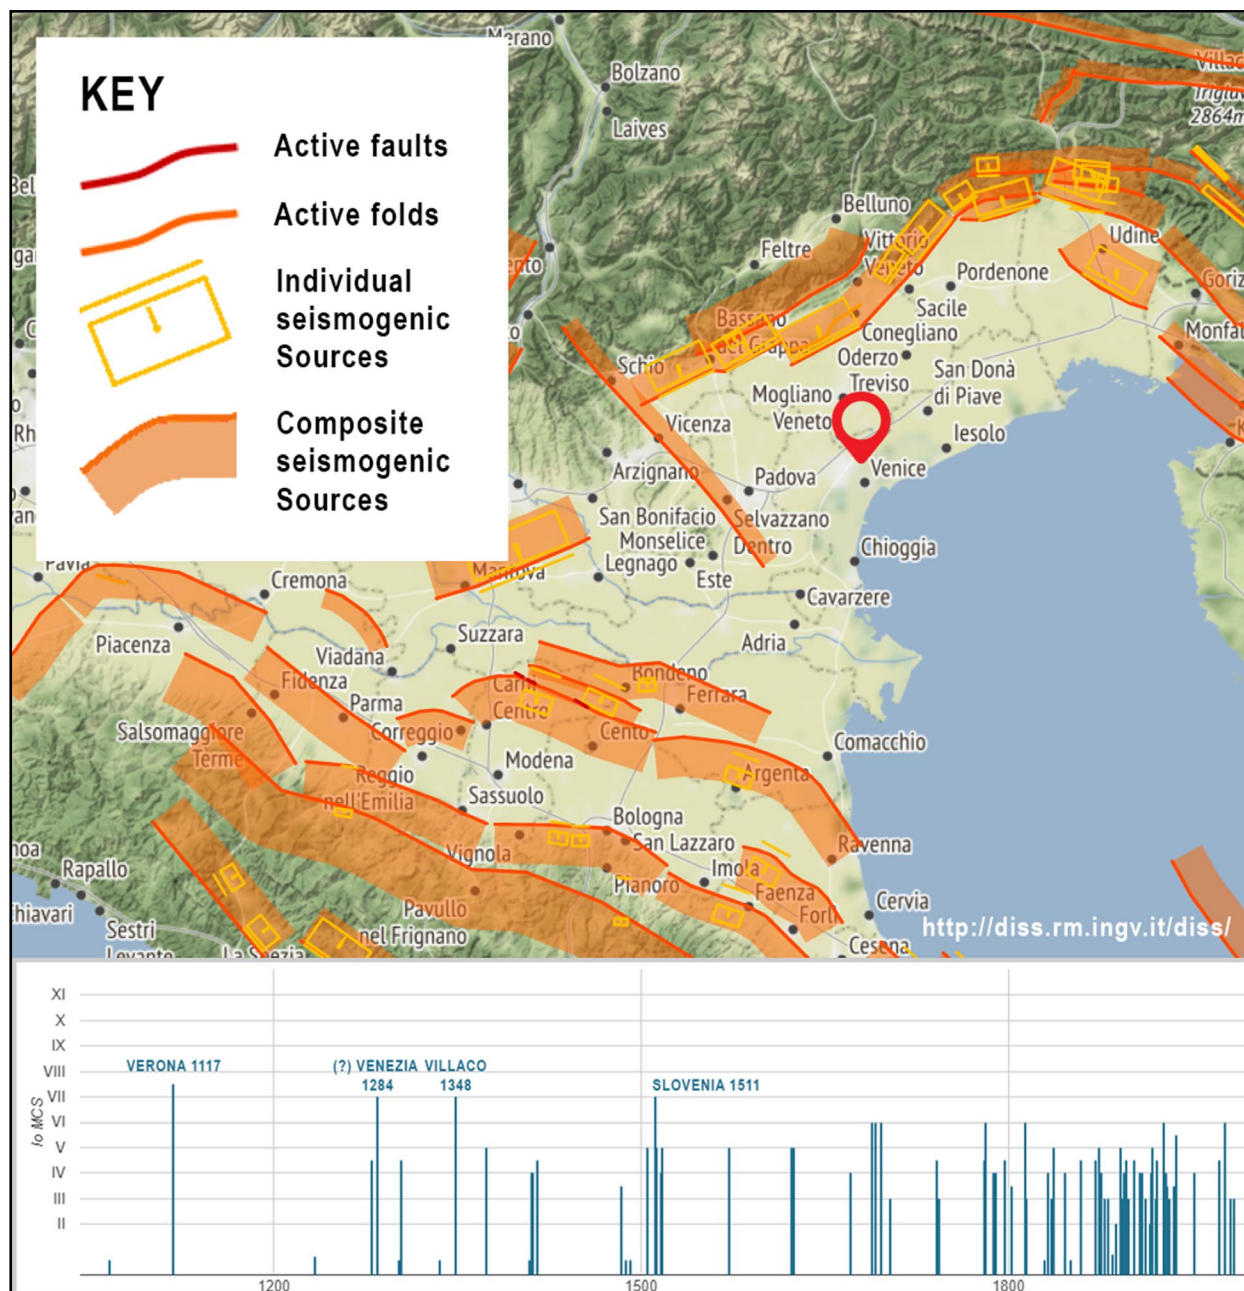 KEY
Active faults
Active folds
Individual
seismogenic
Sources
Composite
seismogenic
Sources
Merano
Bolzano
Laives
2864m
Belluno
Feltre
Vittorio
Veneto
Udine
Pordenone
Sacile
Bassano
del Grappa
Conegliano
Oderzo
Schio
Mogliano
Veneto
Treviso
San Donà
di Piave
Vicenza
Iesolo
Arzignano
Padova
Venice
San Bonifacio
Selvazzano
Dentro
Monselice
Chioggia
Legnago
Este
Mantova
Pavia
Cremona
Cavarzere
Piacenza
Suzzara
Adria
Viadana
Fidenza
Bondeno
Parma
Carpi
Centro
Ferrara
Salsomaggiore
Terme
Correggio
Cento
Comacchio
Modena
Argenta
Reggio
nell'Emilia
Sassuolo
Bologna
San Lazzaro
Vignola
Ravenna
Rapallo
Pianoro
Imola
Faenza
Chiavari
Pavullo
nel Frignano
Forlì
Cervia
Sestri
Levante
La Spezia
Cesena
http://diss.rm.ingv.it/diss/
XI
X
IX
VIII
VII
VI
V
IV
III
II
Io MCS
VERONA 1117
(?) VENEZIA
1284
VILLACO
1348
SLOVENIA 1511
1200
1500
1800